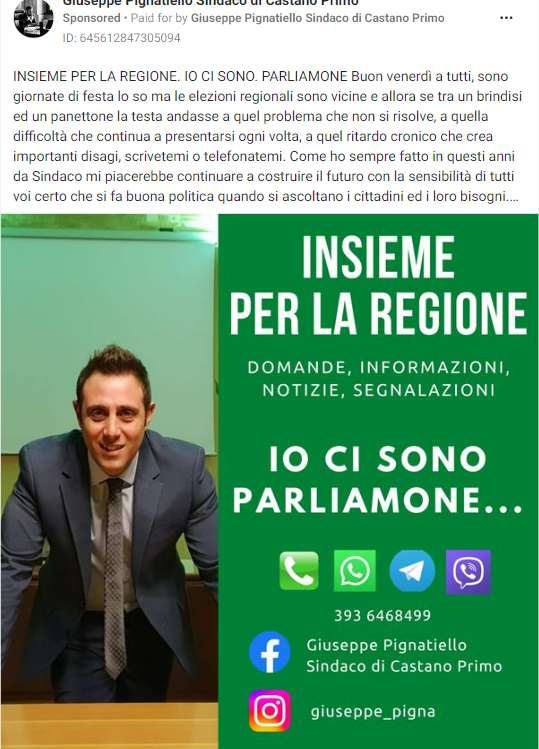 Giuseppe Pignatiello Sindaco di Castano Primo
Sponsored • Paid for by Giuseppe Pignatiello Sindaco di Castano Primo
ID: 645612847305094
INSIEME PER LA REGIONE. IO CI SONO. PARLIAMONE Buon venerdì a tutti, sono
giornate di festa lo so ma le elezioni regionali sono vicine e allora se tra un brindisi
ed un panettone la testa andasse a quel problema che non si risolve, a quella
difficoltà che continua a presentarsi ogni volta, a quel ritardo cronico che crea
importanti disagi, scrivetemi o telefonatemi. Come ho sempre fatto in questi anni
da Sindaco mi piacerebbe continuare a costruire il futuro con la sensibilità di tutti
voi certo che si fa buona politica quando si ascoltano i cittadini ed i loro bisogni....
INSIEME
PER LA REGIONE
DOMANDE, INFORMAZIONI,
NOTIZIE, SEGNALAZIONI
IO CI SONO
PARLIAMONE...
393 6468499
Giuseppe Pignatiello
Sindaco di Castano Primo
giuseppe_pigna